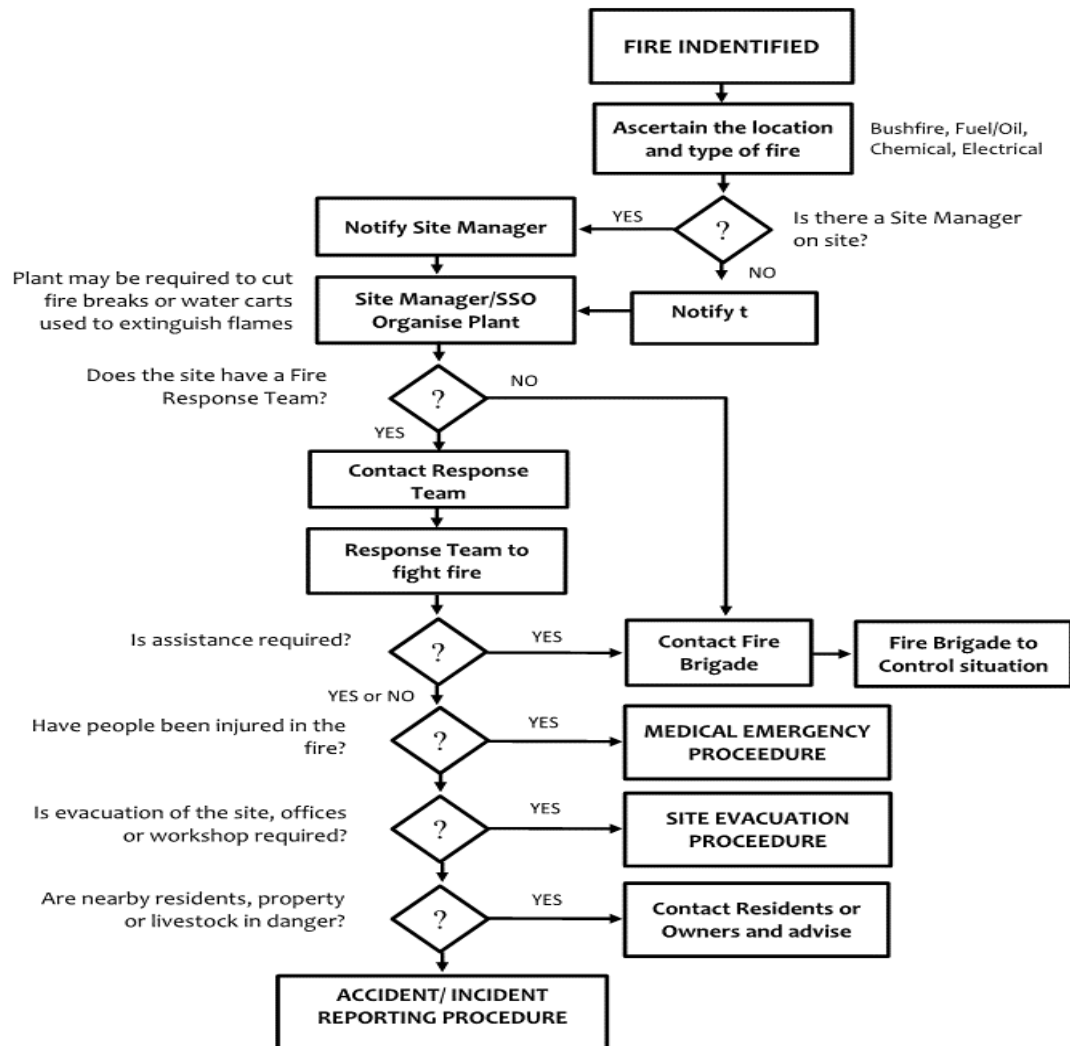 FIRE INDENTIFIED
Ascertain the location
and type of fire
Bushfire, Fuel/Oil,
Chemical, Electrical
Is there a Site Manager
on site?
?
YES
NO
Notify Site Manager
Notify t
Plant may be required to cut
fire breaks or water carts
used to extinguish flames
Site Manager/SSO
Organise Plant
Does the site have a Fire
Response Team?
?
NO
YES
Contact Response
Team
Response Team to
fight fire
Is assistance required?
?
YES
Contact Fire
Brigade
Fire Brigade to
Control situation
YES or NO
Have people been injured in the
fire?
?
YES
MEDICAL EMERGENCY
PROCEEDURE
Is evacuation of the site, offices
or workshop required?
?
YES
SITE EVACUATION
PROCEEDURE
Are nearby residents, property
or livestock in danger?
?
YES
Contact Residents or
Owners and advise
ACCIDENT/ INCIDENT
REPORTING PROCEDURE